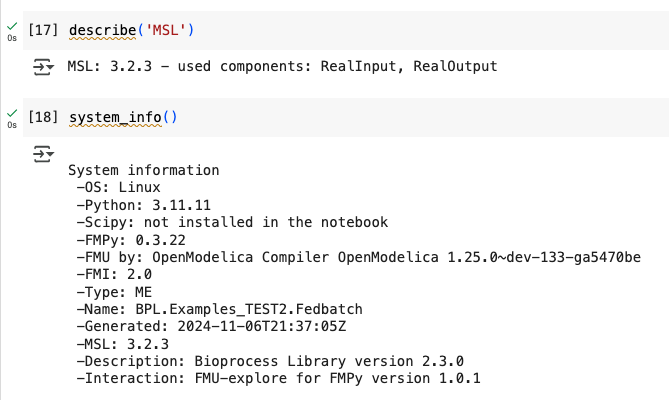 [17] describe('MSL')
0s
MSL: 3.2.3 – used components: RealInput, RealOutput
[18] system_info()
0s
System information
–OS: Linux
–Python: 3.11.11
–Scipy: not installed in the notebook
–FMPy: 0.3.22
–FMU by: OpenModelica Compiler OpenModelica 1.25.0~dev-133-ga5470be
–FMI: 2.0
–Type: ME
–Name: BPL.Examples_TEST2.Fedbatch
–Generated: 2024-11-06T21:37:05Z
–MSL: 3.2.3
–Description: Bioprocess Library version 2.3.0
–Interaction: FMU-explore for FMPy version 1.0.1